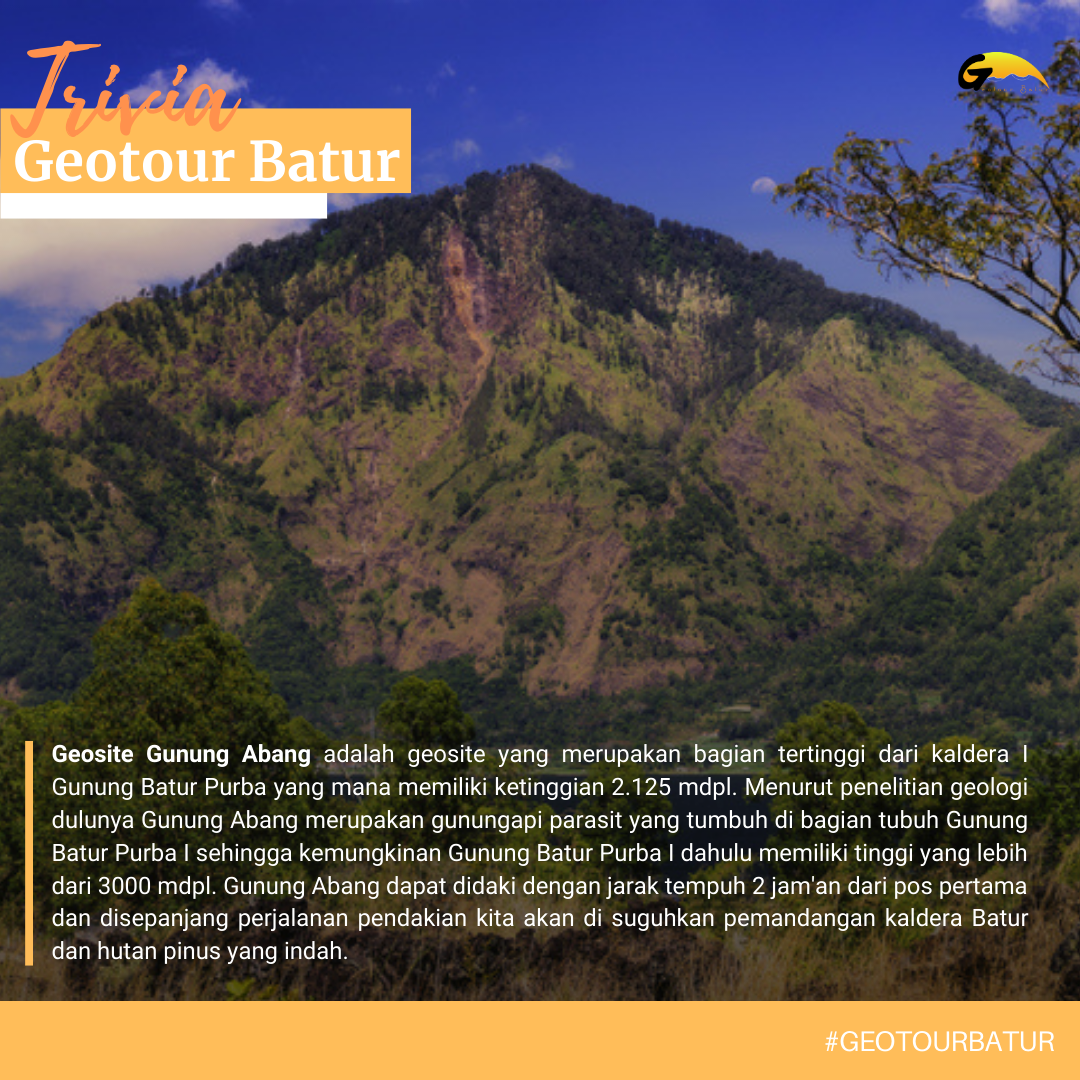 Trivia
Geotour Batur
G
Geosite Gunung Abang adalah geosite yang merupakan bagian tertinggi dari kaldera I
Gunung Batur Purba yang mana memiliki ketinggian 2.125 mdpl. Menurut penelitian geologi
dulunya Gunung Abang merupakan gunungapi parasit yang tumbuh di bagian tubuh Gunung
Batur Purba I sehingga kemungkinan Gunung Batur Purba I dahulu memiliki tinggi yang lebih
dari 3000 mdpl. Gunung Abang dapat didaki dengan jarak tempuh 2 jam'an dari pos pertama
dan disepanjang perjalanan pendakian kita akan di suguhkan pemandangan kaldera Batur
dan hutan pinus yang indah.
#GEOTOURBATUR